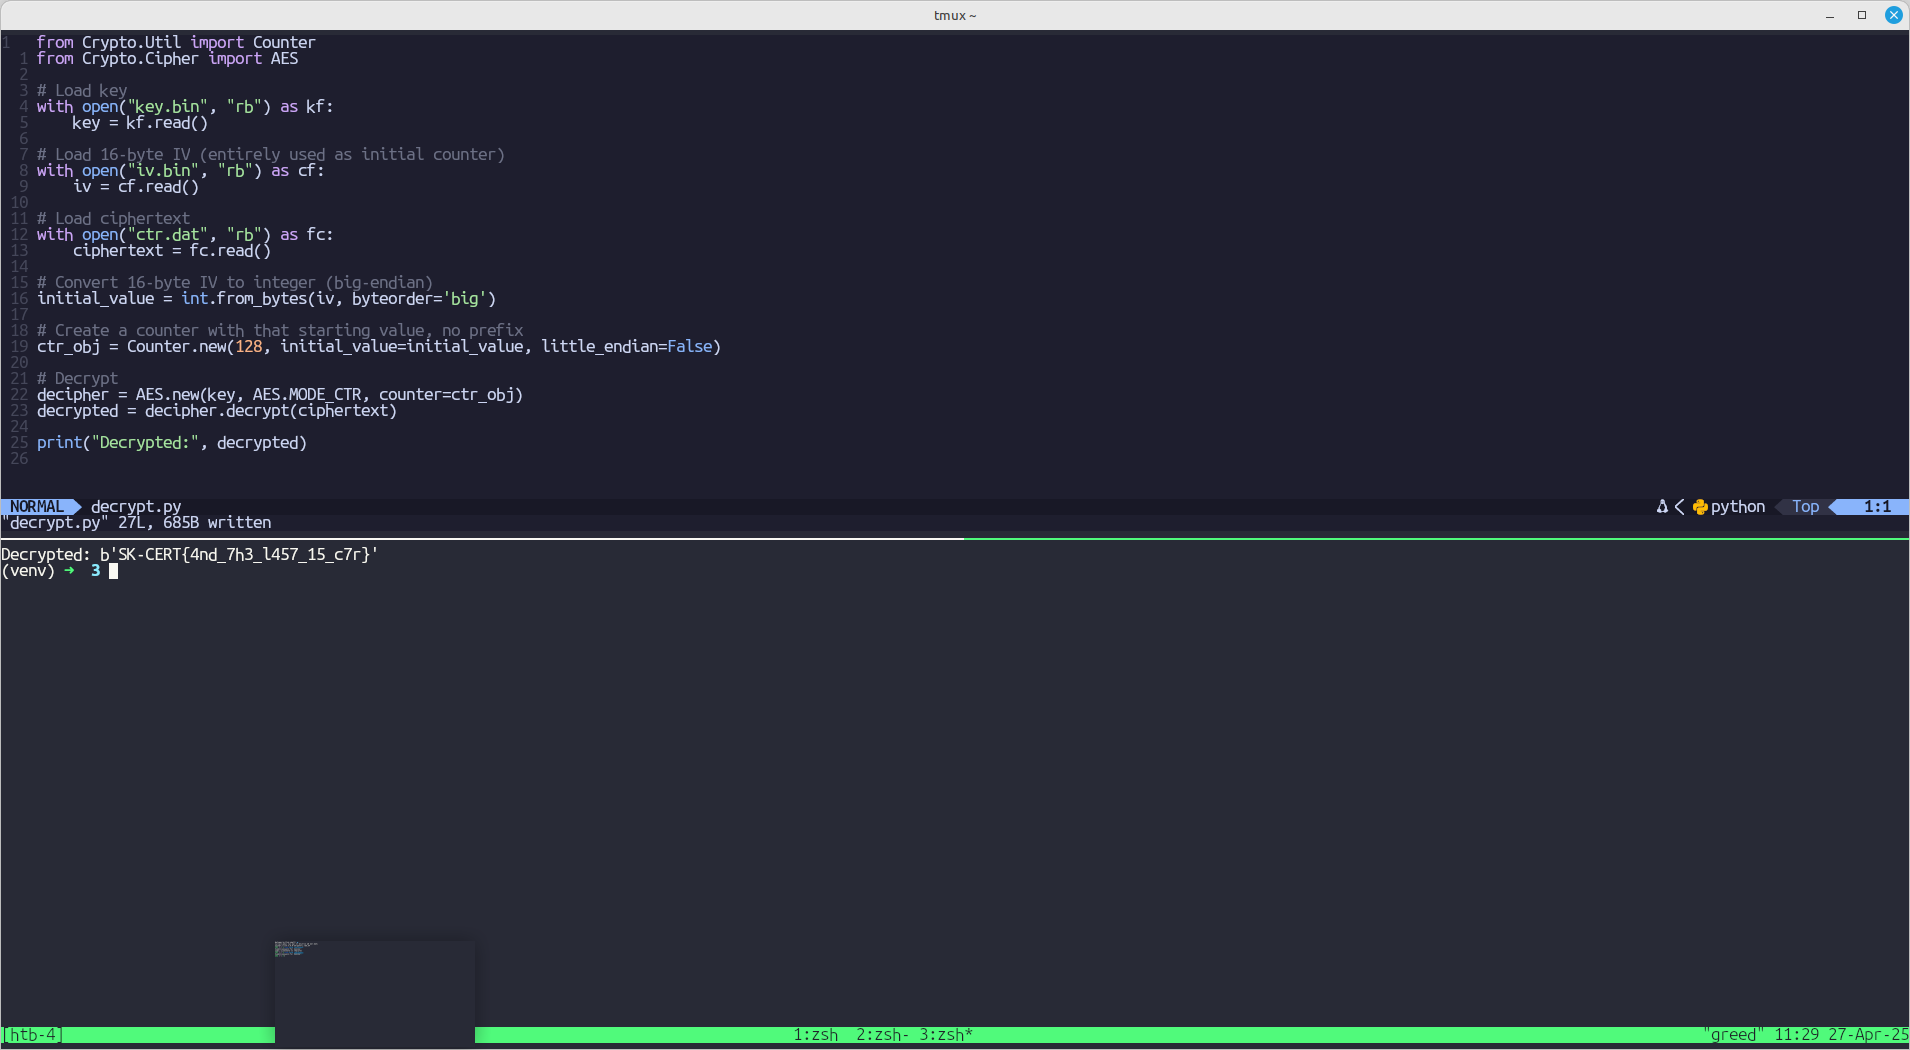 tmux ~
1   from Crypto.Util import Counter
  1 from Crypto.Cipher import AES
  2
  3 # Load key
  4 with open("key.bin", "rb") as kf:
  5     key = kf.read()
  6
  7 # Load 16-byte IV (entirely used as initial counter)
  8 with open("iv.bin", "rb") as cf:
  9     iv = cf.read()
 10
 11 # Load ciphertext
 12 with open("ctr.dat", "rb") as fc:
 13     ciphertext = fc.read()
 14
 15 # Convert 16-byte IV to integer (big-endian)
 16 initial_value = int.from_bytes(iv, byteorder='big')
 17
 18 # Create a counter with that starting value, no prefix
 19 ctr_obj = Counter.new(128, initial_value=initial_value, little_endian=False)
 20
 21 # Decrypt
 22 decipher = AES.new(key, AES.MODE_CTR, counter=ctr_obj)
 23 decrypted = decipher.decrypt(ciphertext)
 24
 25 print("Decrypted:", decrypted)
 26
NORMAL decrypt.py python Top 1:1
"decrypt.py" 27L, 685B written
Decrypted: b'SK-CERT{4nd_7h3_l457_15_c7r}'
(venv) ➜  3
[htb-4] 1:zsh  2:zsh- 3:zsh* "greed" 11:29 27-Apr-25